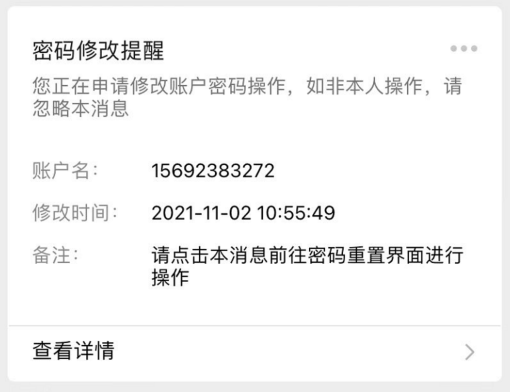 密码修改提醒
您正在申请修改账户密码操作，如非本人操作，请
忽略本消息
账户名： 15692383272
修改时间： 2021-11-02 10:55:49
备注： 请点击本消息前往密码重置界面进行
操作
查看详情